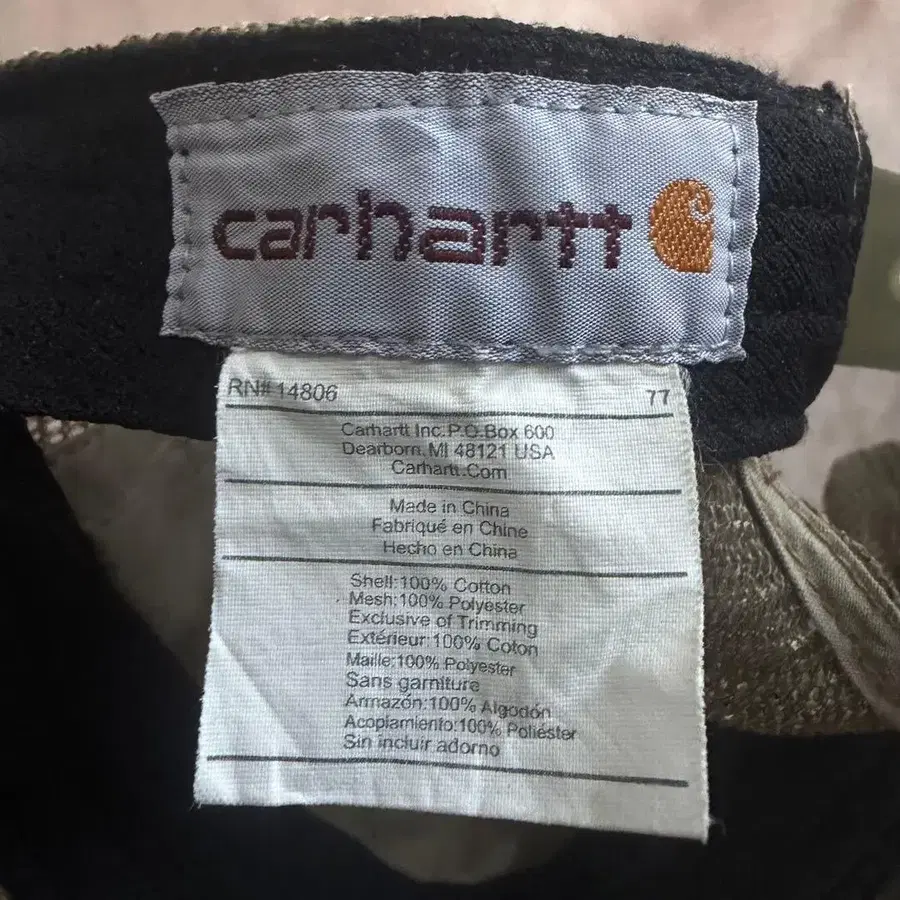 carhartt
RN# 14806 77
Carhartt Inc. P.O.Box 600
Dearborn, MI 48121 USA
Carhartt.Com
Made in China
Fabriqué en Chine
Hecho en China
Shell:100% Cotton
Mesh:100% Polyester
Exclusive of Trimming
Extérieur:100% Coton
Maille:100% Polyester
Sans garniture
Armazón:100% Algodón
Acoplamiento:100% Poliéster
Sin incluir adorno